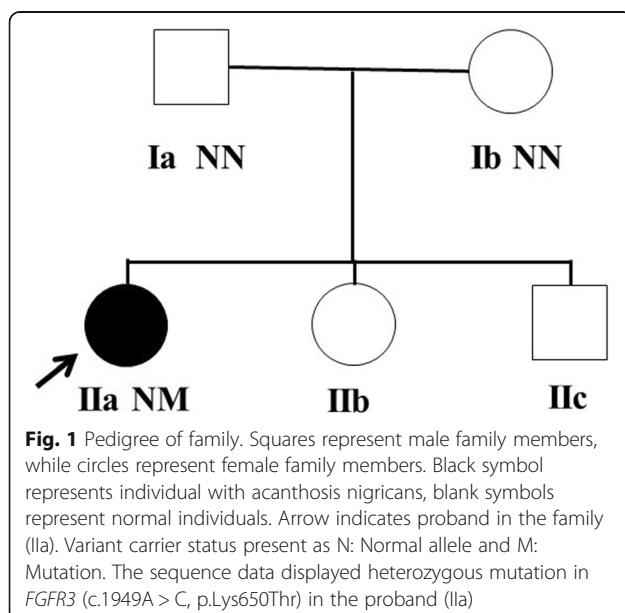 Ia NN Ib NN
IIa NM IIb IIc
Fig. 1 Pedigree of family. Squares represent male family members,
while circles represent female family members. Black symbol
represents individual with acanthosis nigricans, blank symbols
represent normal individuals. Arrow indicates proband in the family
(IIa). Variant carrier status present as N: Normal allele and M:
Mutation. The sequence data displayed heterozygous mutation in
FGFR3 (c.1949A > C, p.Lys650Thr) in the proband (IIa)